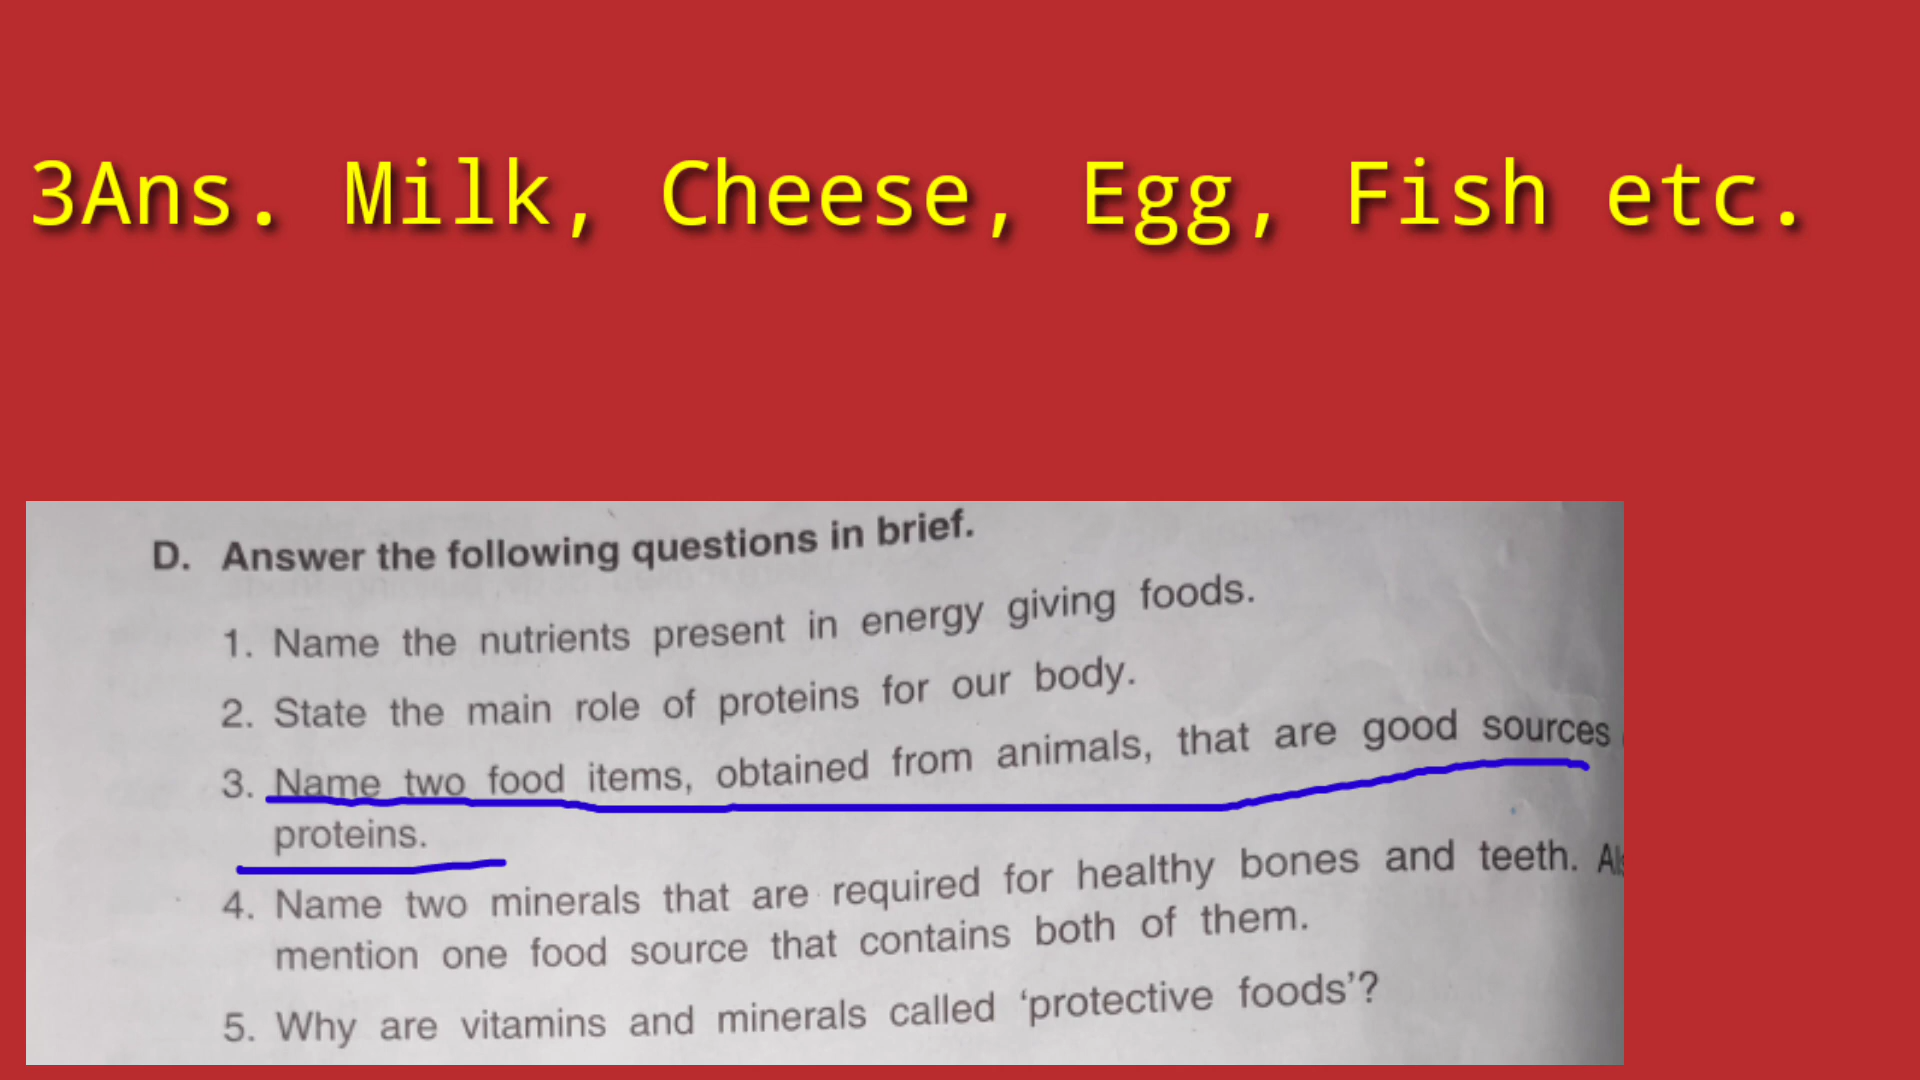 3Ans. Milk, Cheese, Egg, Fish etc.
D. Answer the following questions in brief.
1. Name the nutrients present in energy giving foods.
2. State the main role of proteins for our body.
3. Name two food items, obtained from animals, that are good sources
proteins.
4. Name two minerals that are required for healthy bones and teeth.
mention one food source that contains both of them.
5. Why are vitamins and minerals called ‘protective foods’?